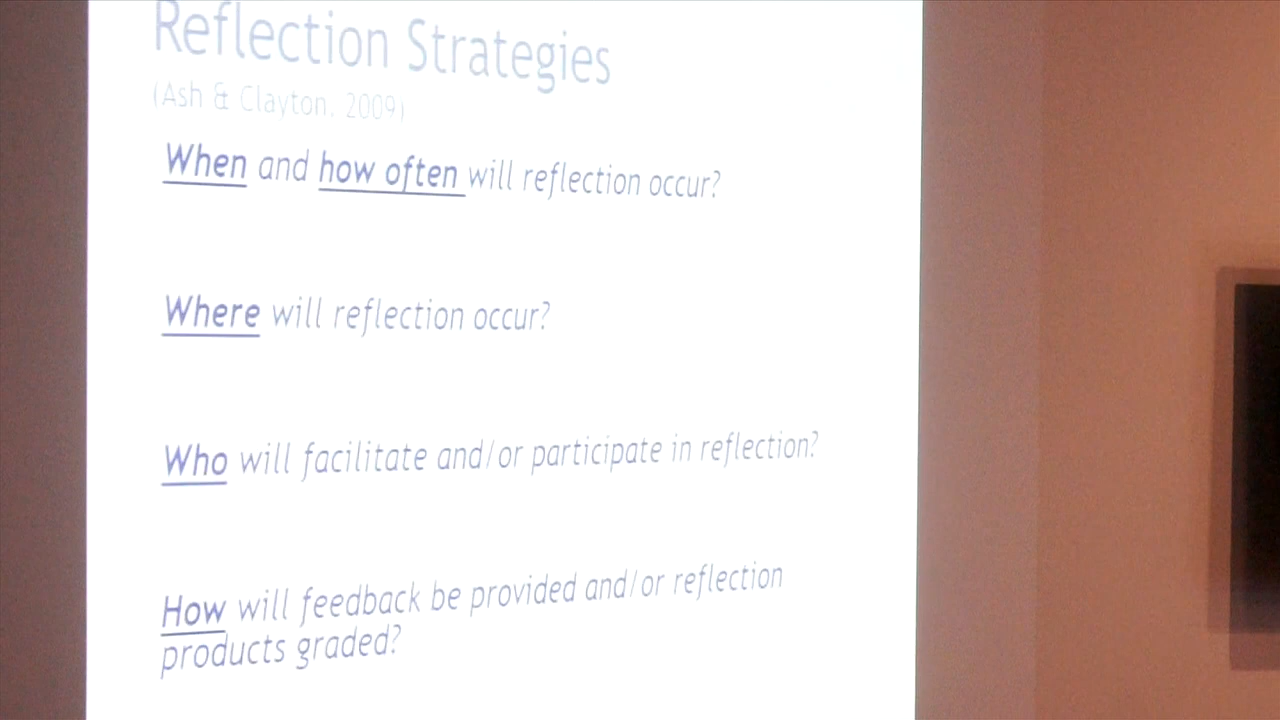 Reflection Strategies
(Ash & Clayton, 2009)
When and how often will reflection occur?
Where will reflection occur?
Who will facilitate and/or participate in reflection?
How will feedback be provided and/or reflection
products graded?